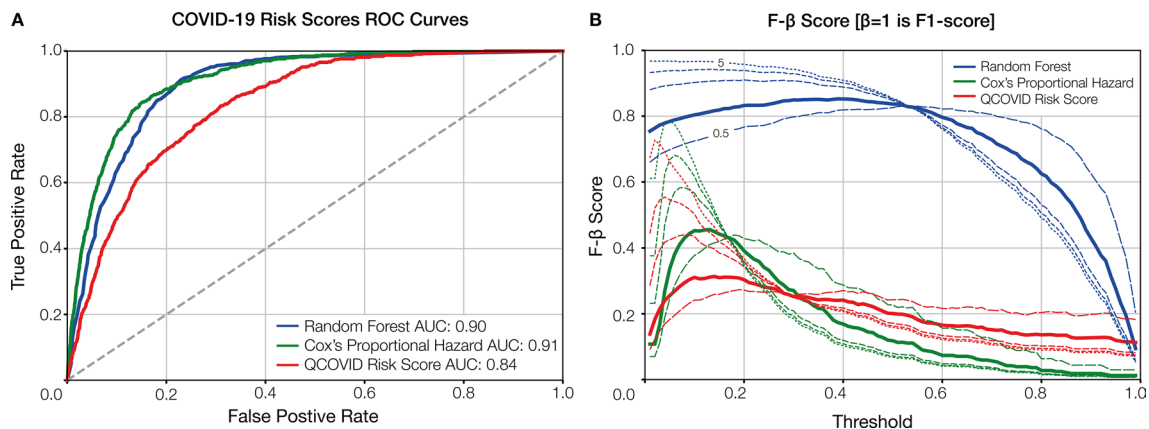 A
COVID-19 Risk Scores ROC Curves
True Positive Rate
1.0
0.8
0.6
0.4
0.2
0.0
0.0
0.2
0.4
0.6
0.8
1.0
False Postive Rate
Random Forest AUC: 0.90
Cox's Proportional Hazard AUC: 0.91
QCOVID Risk Score AUC: 0.84
B
F-β Score [β=1 is F1-score]
F-β Score
1.0
0.8
0.6
0.4
0.2
0.0
0.0
0.2
0.4
0.6
0.8
1.0
Threshold
Random Forest
Cox's Proportional Hazard
QCOVID Risk Score
5
0.5